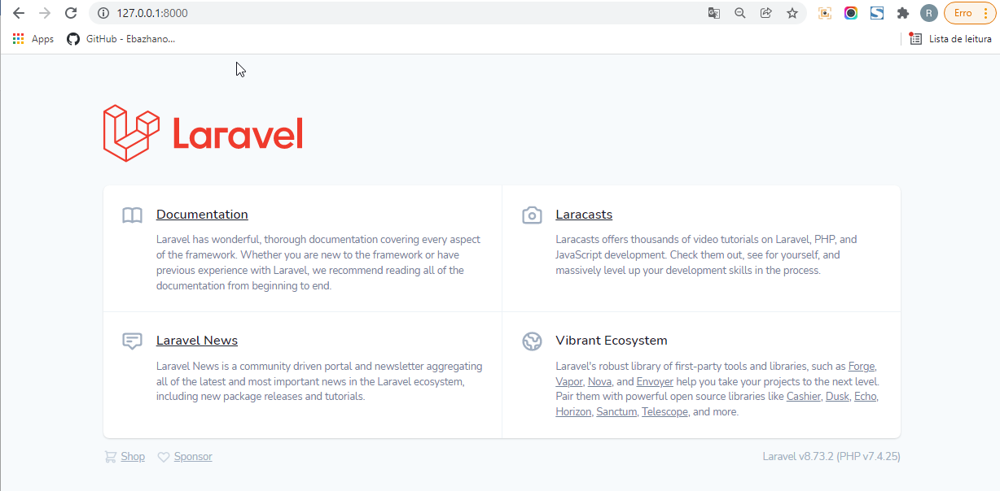 127.0.0.1:8000
R
Erro
Apps
GitHub - Ebazhano...
Lista de leitura
Laravel
Documentation
Laravel has wonderful, thorough documentation covering every aspect
of the framework. Whether you are new to the framework or have
previous experience with Laravel, we recommend reading all of the
documentation from beginning to end.
Laracasts
Laracasts offers thousands of video tutorials on Laravel, PHP, and
JavaScript development. Check them out, see for yourself, and
massively level up your development skills in the process.
Laravel News
Laravel News is a community driven portal and newsletter aggregating
all of the latest and most important news in the Laravel ecosystem,
including new package releases and tutorials.
Vibrant Ecosystem
Laravel's robust library of first-party tools and libraries, such as Forge,
Vapor, Nova, and Envoyer help you take your projects to the next level.
Pair them with powerful open source libraries like Cashier, Dusk, Echo,
Horizon, Sanctum, Telescope, and more.
Shop
Sponsor
Laravel v8.73.2 (PHP v7.4.25)